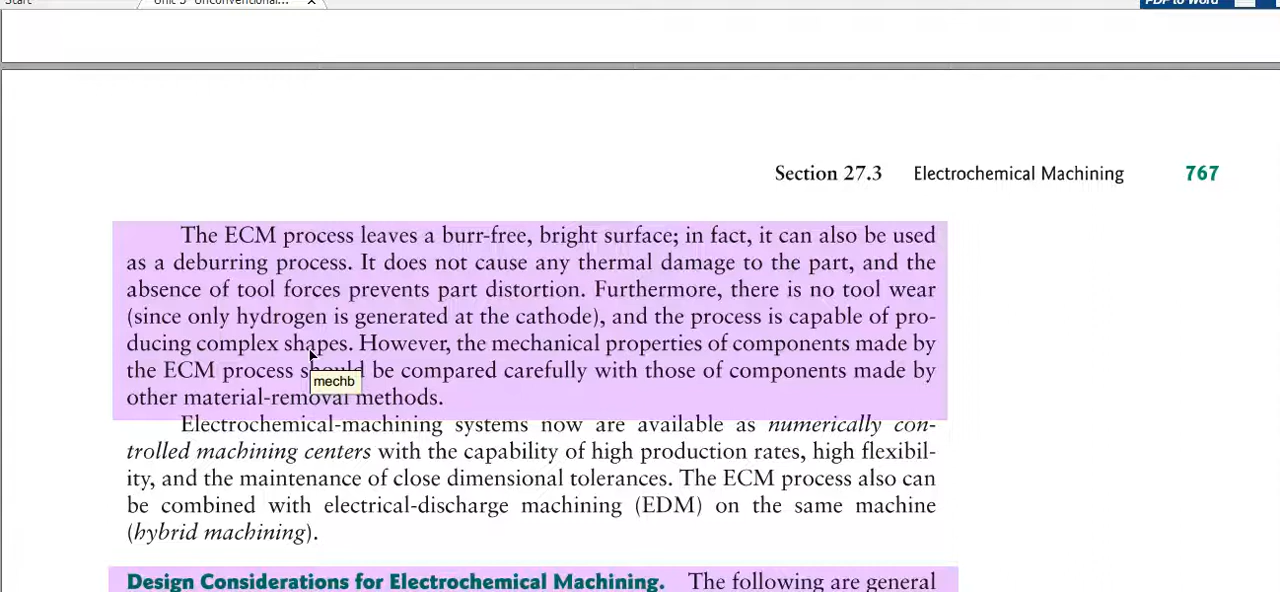 Start
Unit 5- Unconventional...
PDF to Word
Section 27.3 Electrochemical Machining 767
The ECM process leaves a burr-free, bright surface; in fact, it can also be used
as a deburring process. It does not cause any thermal damage to the part, and the
absence of tool forces prevents part distortion. Furthermore, there is no tool wear
(since only hydrogen is generated at the cathode), and the process is capable of pro-
ducing complex shapes. However, the mechanical properties of components made by
the ECM process should be compared carefully with those of components made by
mechb
other material-removal methods.
Electrochemical-machining systems now are available as numerically con-
trolled machining centers with the capability of high production rates, high flexibil-
ity, and the maintenance of close dimensional tolerances. The ECM process also can
be combined with electrical-discharge machining (EDM) on the same machine
(hybrid machining).
Design Considerations for Electrochemical Machining. The following are general